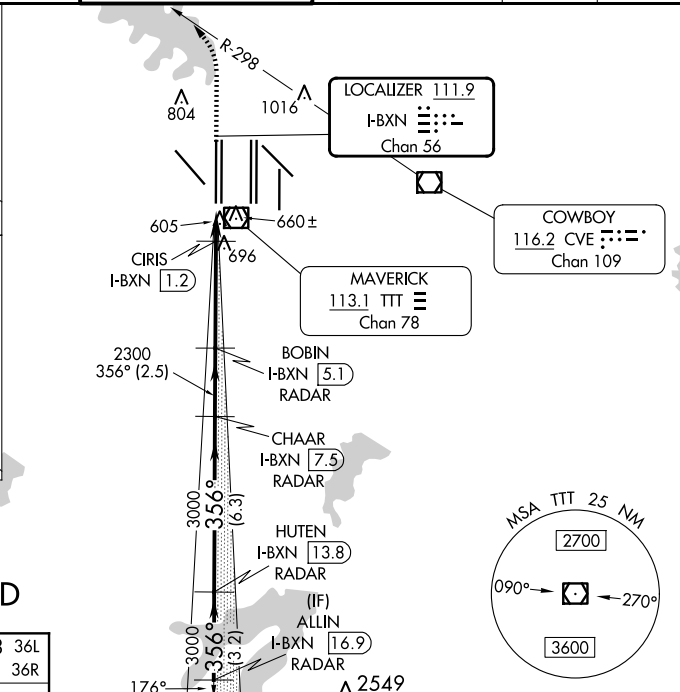 R-298
804
1016
LOCALIZER 111.9
I-BXN
Chan 56
COWBOY
116.2 CVE
Chan 109
605
660±
CIRIS
I-BXN 1.2
696
MAVERICK
113.1 TTT
Chan 78
2300
356° (2.5)
BOBIN
I-BXN 5.1
RADAR
CHAAR
I-BXN 7.5
RADAR
3000
356°
(6.3)
HUTEN
I-BXN 13.8
RADAR
MSA TTT 25 NM
2700
090°
270°
3600
D
36L
36R
3000
356°
(3.2)
(IF)
ALLIN
I-BXN 16.9
RADAR
176°
2549